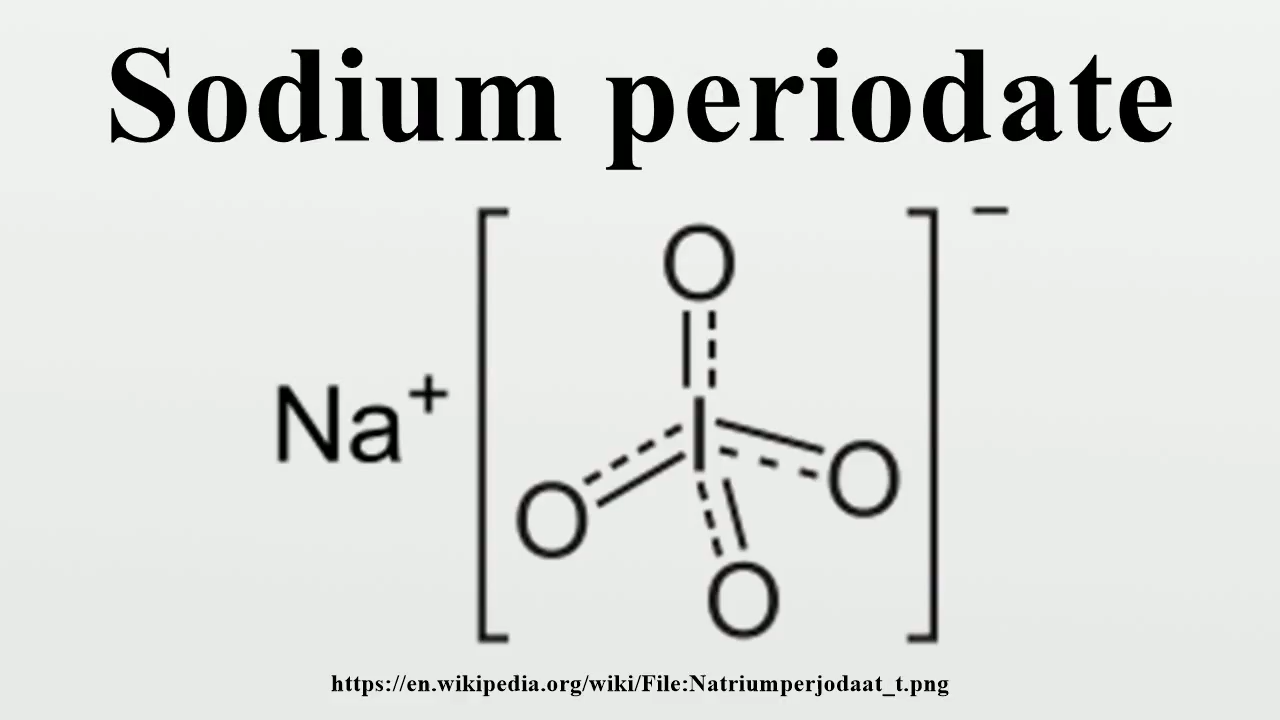 Sodium periodate
O
Na+ [ I O ] −
O
O
https://en.wikipedia.org/wiki/File:Natriumperjodaat_t.png